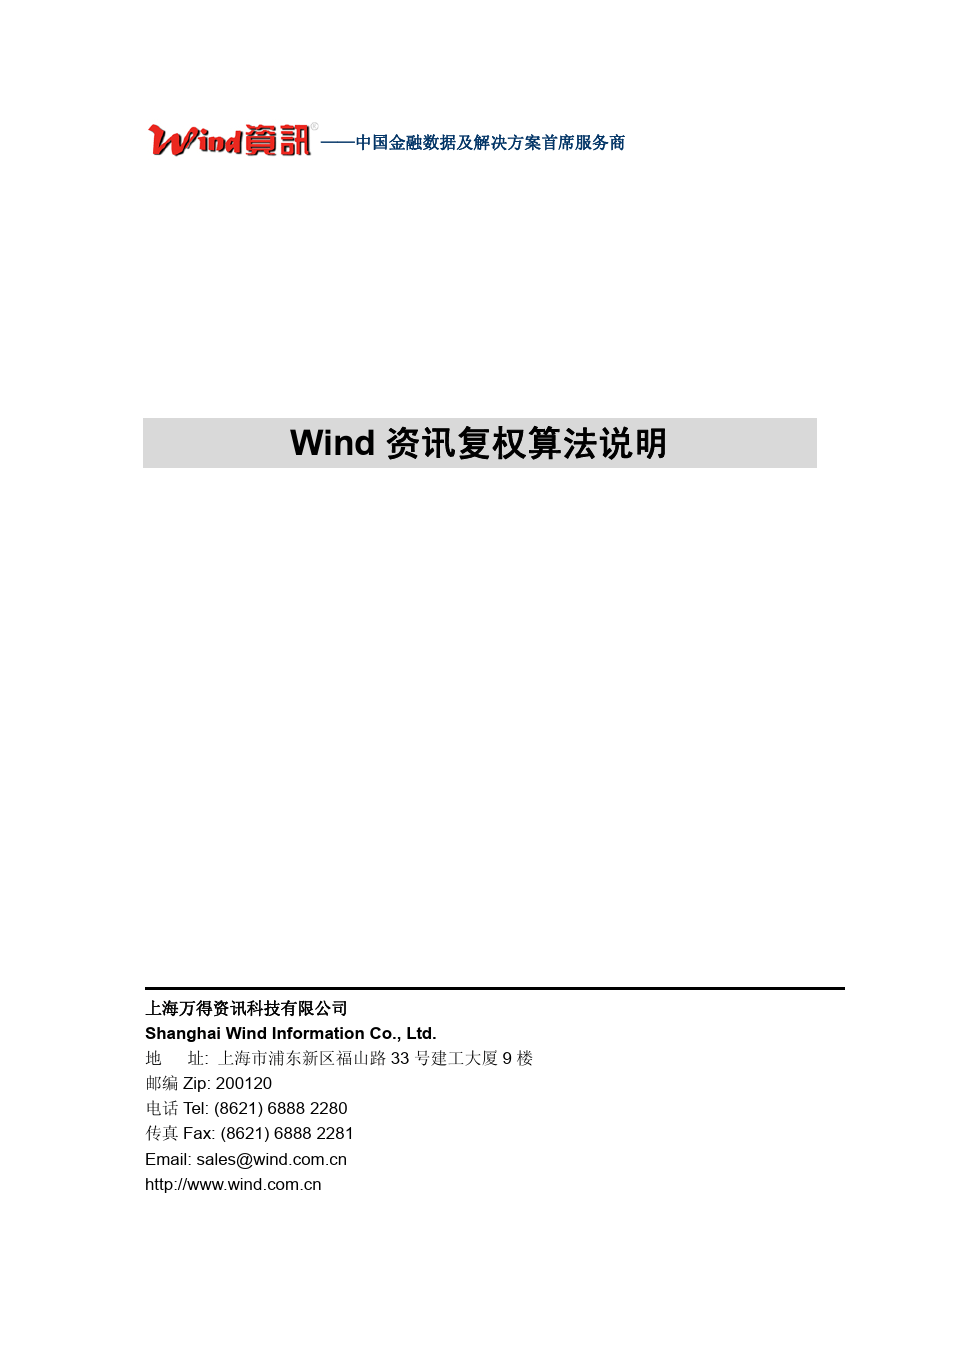 Wind資訊® ——中国金融数据及解决方案首席服务商
Wind 资讯复权算法说明
上海万得资讯科技有限公司
Shanghai Wind Information Co., Ltd.
地 址: 上海市浦东新区福山路 33 号建工大厦 9 楼
邮编 Zip: 200120
电话 Tel: (8621) 6888 2280
传真 Fax: (8621) 6888 2281
Email: sales@wind.com.cn
http://www.wind.com.cn